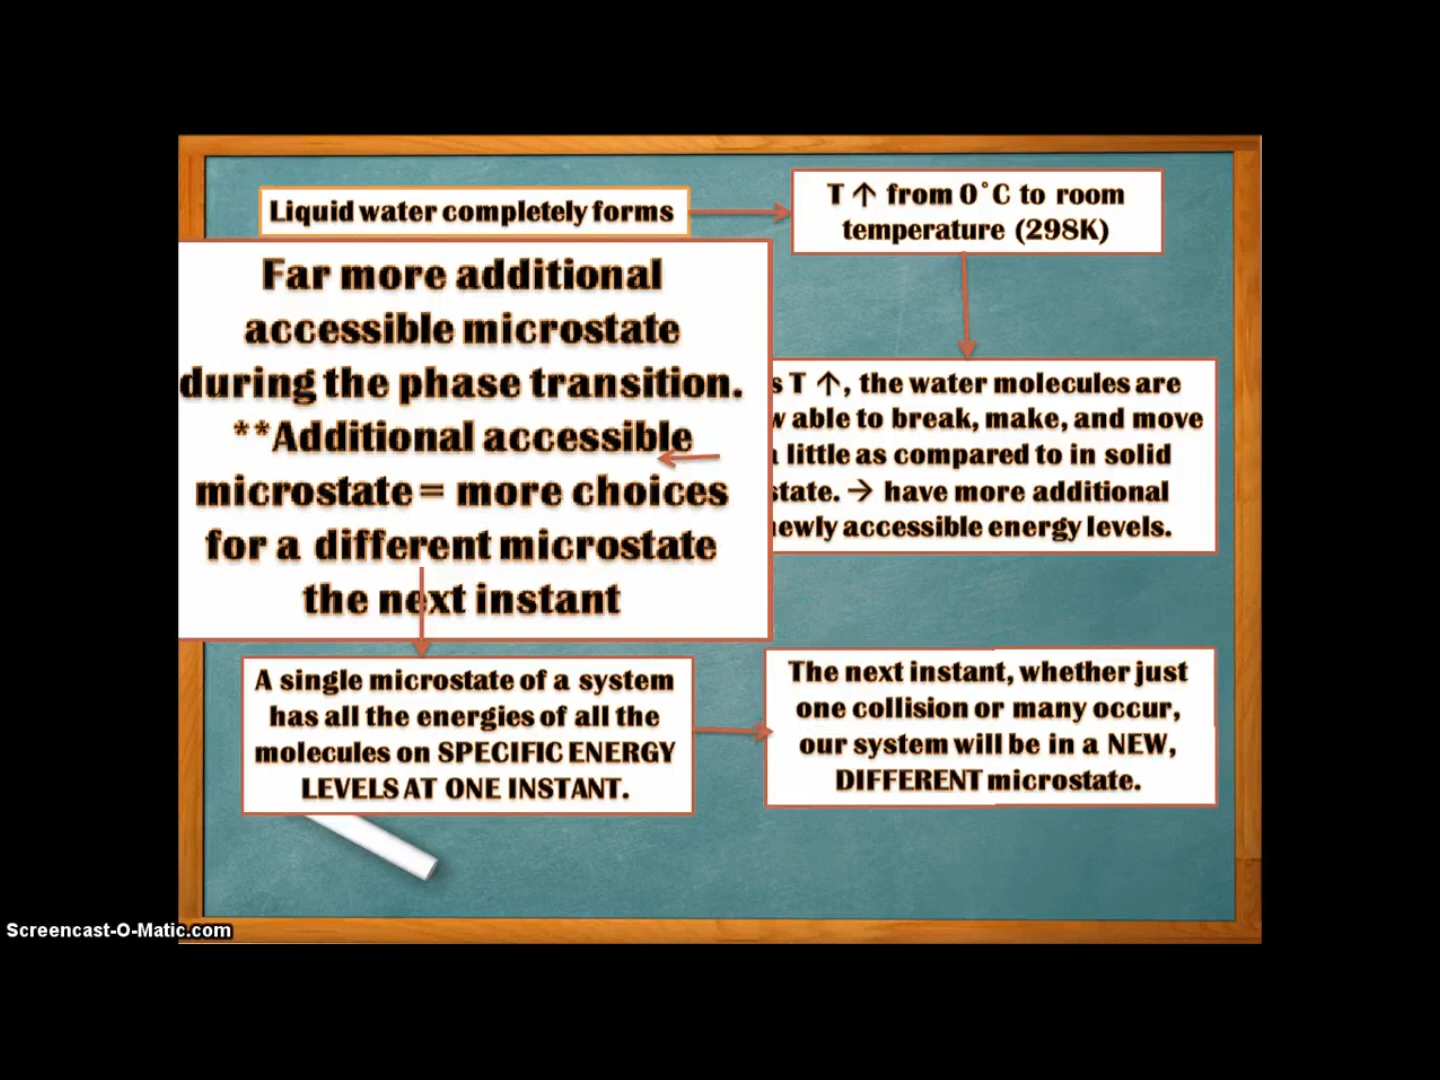 Liquid water completely forms
T ↑ from 0°C to room
temperature (298K)
Far more additional
accessible microstate
during the phase transition.
**Additional accessible
microstate = more choices
for a different microstate
the next instant
s T ↑, the water molecules are
able to break, make, and move
little as compared to in solid
state. → have more additional
newly accessible energy levels.
A single microstate of a system
has all the energies of all the
molecules on SPECIFIC ENERGY
LEVELS AT ONE INSTANT.
The next instant, whether just
one collision or many occur,
our system will be in a NEW,
DIFFERENT microstate.
Screencast-O-Matic.com